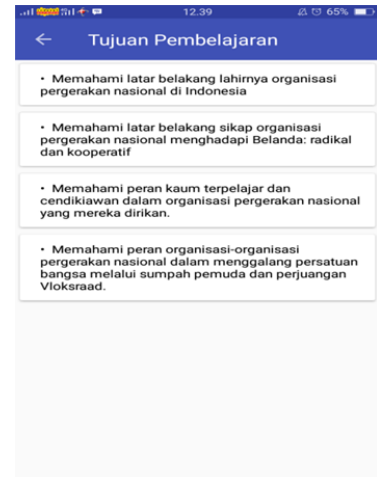 12.39
65%
Tujuan Pembelajaran
• Memahami latar belakang lahirnya organisasi
pergerakan nasional di Indonesia
• Memahami latar belakang sikap organisasi
pergerakan nasional menghadapi Belanda: radikal
dan kooperatif
• Memahami peran kaum terpelajar dan
cendikiawan dalam organisasi pergerakan nasional
yang mereka dirikan.
• Memahami peran organisasi-organisasi
pergerakan nasional dalam menggalang persatuan
bangsa melalui sumpah pemuda dan perjuangan
Vloksraad.